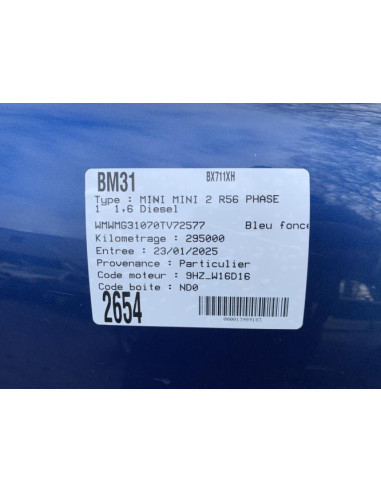 BM31 BX711XH
Type : MINI MINI 2 R56 PHASE
1 1.6 Diesel
WMWMG31070TV72577 Bleu fonce
Kilometrage : 295000
Entree : 23/01/2025
Provenance : Particulier
Code moteur : 9HZ_W16D16
Code boite : ND0
2654